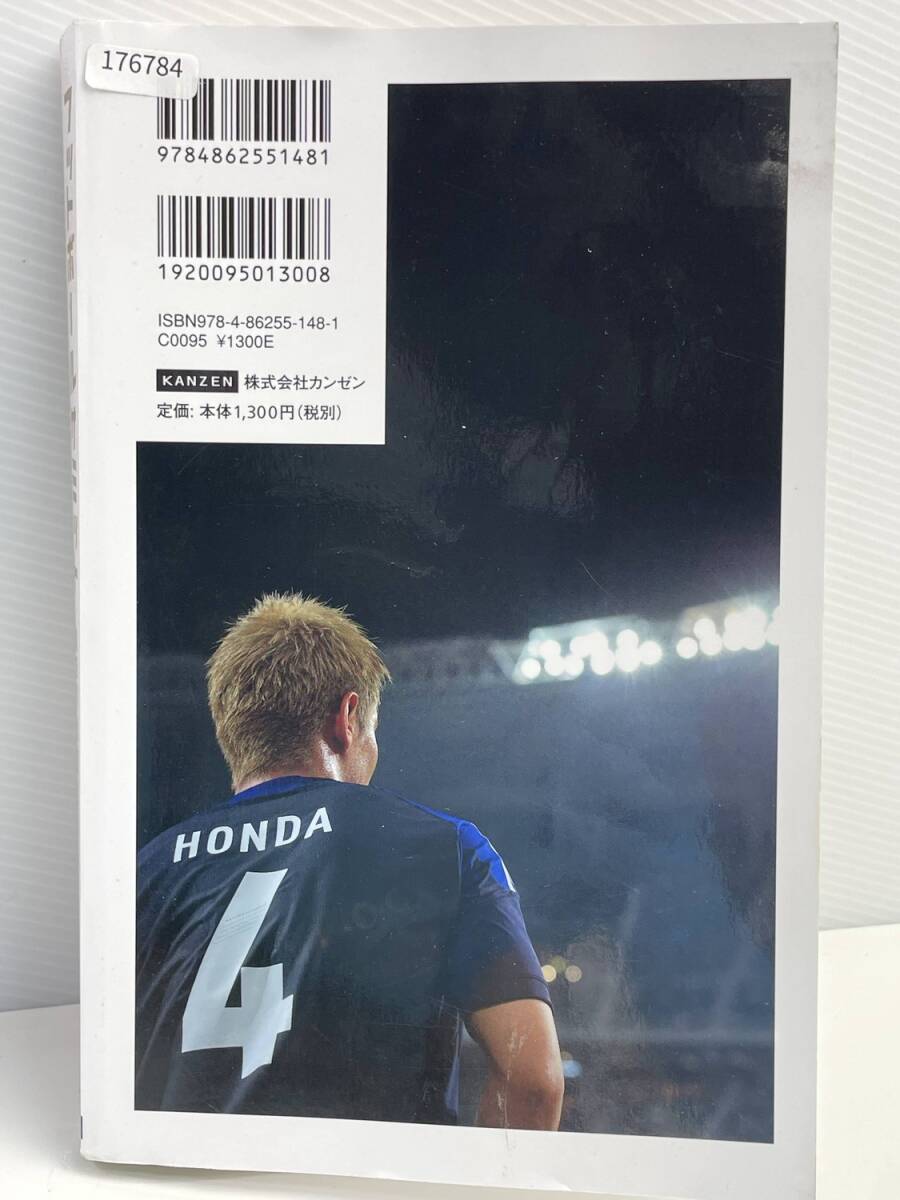 176784
9784862551481
1920095013008
ISBN978-4-86255-148-1
C0095 ¥1300E
KANZEN 株式会社カンゼン
定価: 本体1,300円(税別)
HONDA
4